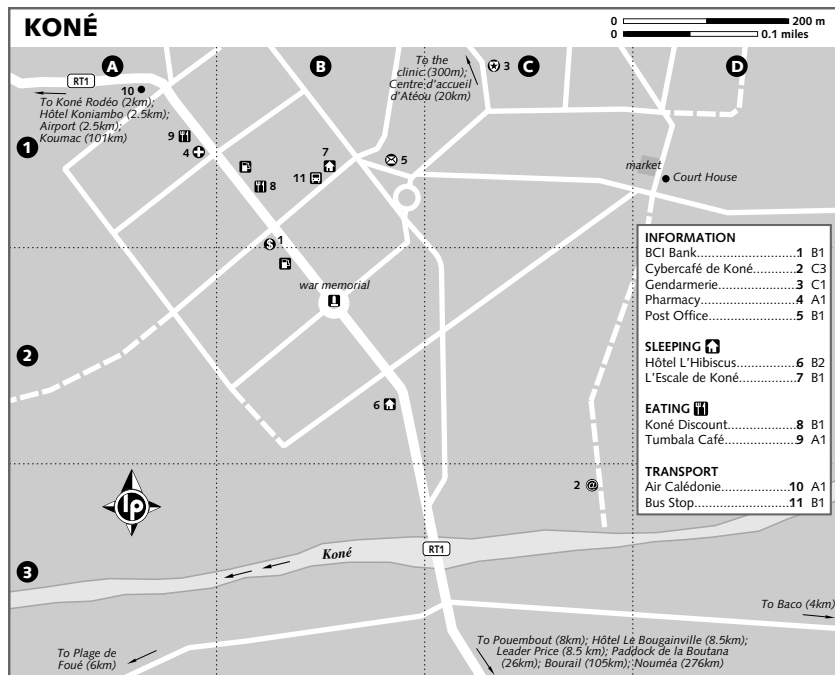 KONÉ
0 200 m
0 0.1 miles
A
B
C
D
1
2
3
RT1
10
To Koné Rodéo (2km);
Hôtel Koniambo (2.5km);
Airport (2.5km);
Koumac (101km)
To the
clinic (300m);
Centre d'accueil
d'Atéou (20km)
3
9
4
7
11
8
5
market
Court House
$ 1
war memorial
6
2 @
lp
Koné
RT1
To Baco (4km)
To Plage de
Foué (6km)
To Pouembout (8km); Hôtel Le Bougainville (8.5km);
Leader Price (8.5 km); Paddock de la Boutana
(26km); Bourail (105km); Nouméa (276km)
INFORMATION
BCI Bank..............................1 B1
Cybercafé de Koné..........2 C3
Gendarmerie.....................3 C1
Pharmacy...........................4 A1
Post Office.........................5 B1
SLEEPING
Hôtel L'Hibiscus................6 B2
L'Escale de Koné...............7 B1
EATING
Koné Discount...................8 B1
Tumbala Café....................9 A1
TRANSPORT
Air Calédonie...................10 A1
Bus Stop...........................11 B1